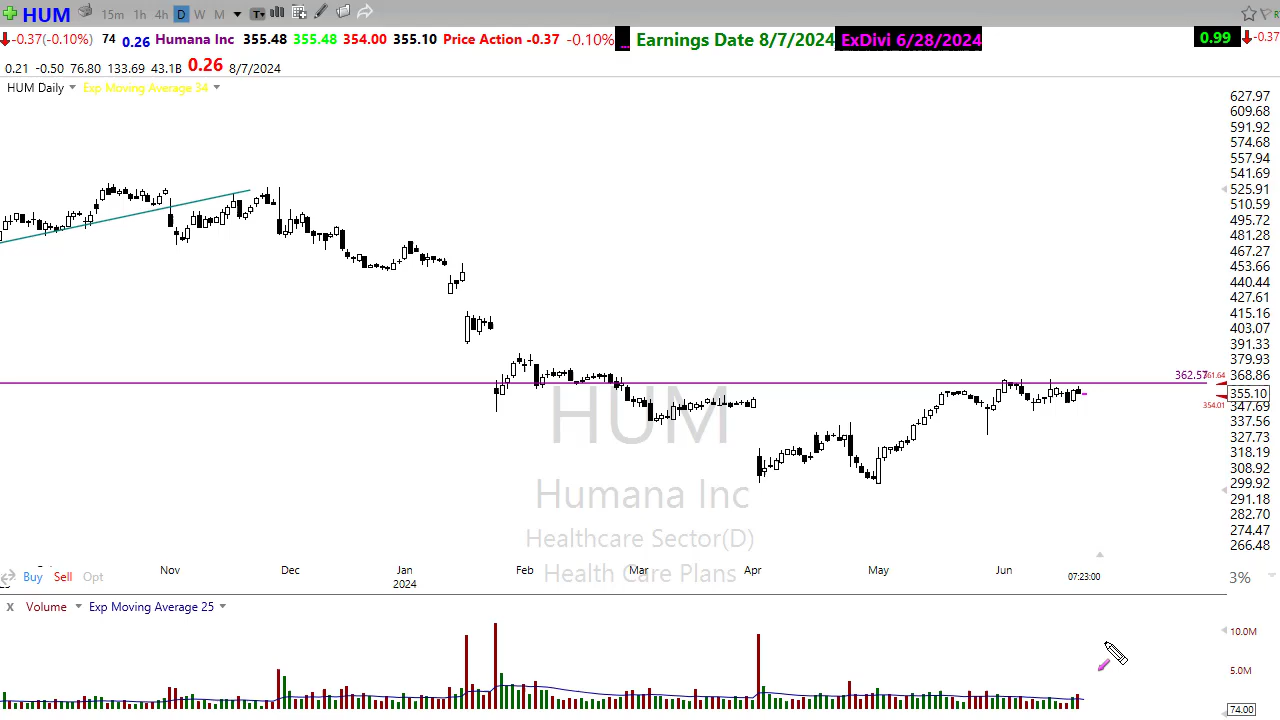 HUM 15m 1h 4h D W M T
-0.37(-0.10%) 74 0.26 Humana Inc 355.48 355.48 354.00 355.10 Price Action -0.37 -0.10% ... Earnings Date 8/7/2024 ExDivi 6/28/2024 0.99 -0.37
0.21 -0.50 76.80 133.69 43.1B 0.26 8/7/2024
HUM Daily Exp Moving Average 34
627.97
609.68
591.92
574.68
557.94
541.69
525.91
510.59
495.72
481.28
467.27
453.66
440.44
427.61
415.16
403.07
391.33
379.93
362.57 361.64 368.86
355.10
354.01 347.69
337.56
327.73
318.19
308.92
299.92
291.18
282.70
274.47
266.48
HUM
Humana Inc
Healthcare Sector(D)
Health Care Plans
Nov Dec Jan Feb Mar Apr May Jun
2024 07:23:00
Buy Sell Opt 3%
X Volume Exp Moving Average 25
10.0M
5.0M
74.00